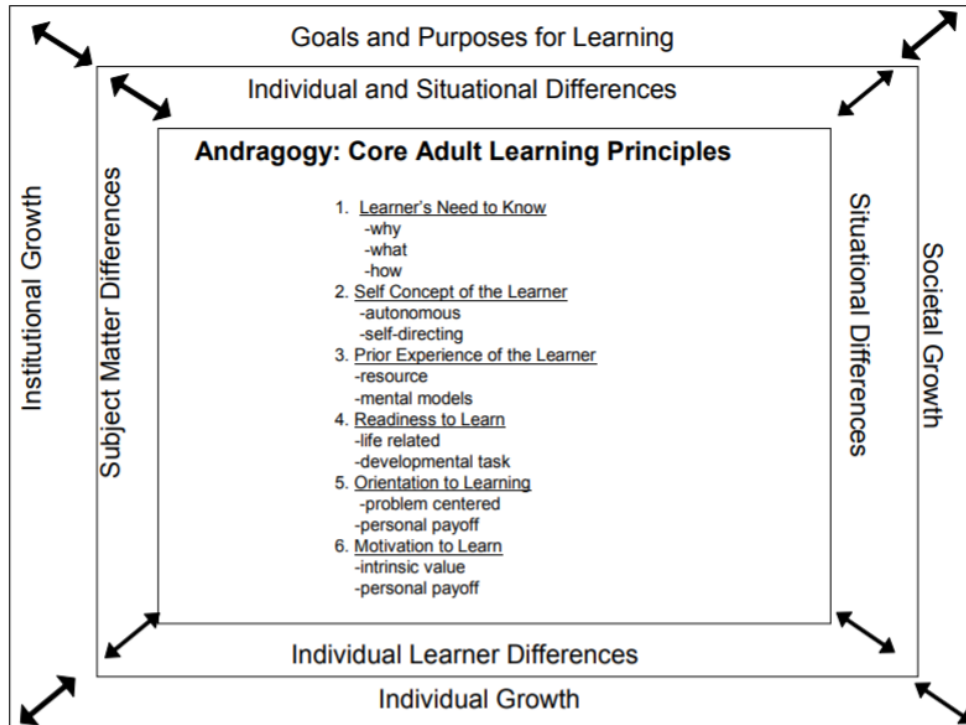 Goals and Purposes for Learning
Individual and Situational Differences
Institutional Growth
Subject Matter Differences
Andragogy: Core Adult Learning Principles
1. Learner's Need to Know
-why
-what
-how
2. Self Concept of the Learner
-autonomous
-self-directing
3. Prior Experience of the Learner
-resource
-mental models
4. Readiness to Learn
-life related
-developmental task
5. Orientation to Learning
-problem centered
-personal payoff
6. Motivation to Learn
-intrinsic value
-personal payoff
Situational Differences
Societal Growth
Individual Learner Differences
Individual Growth